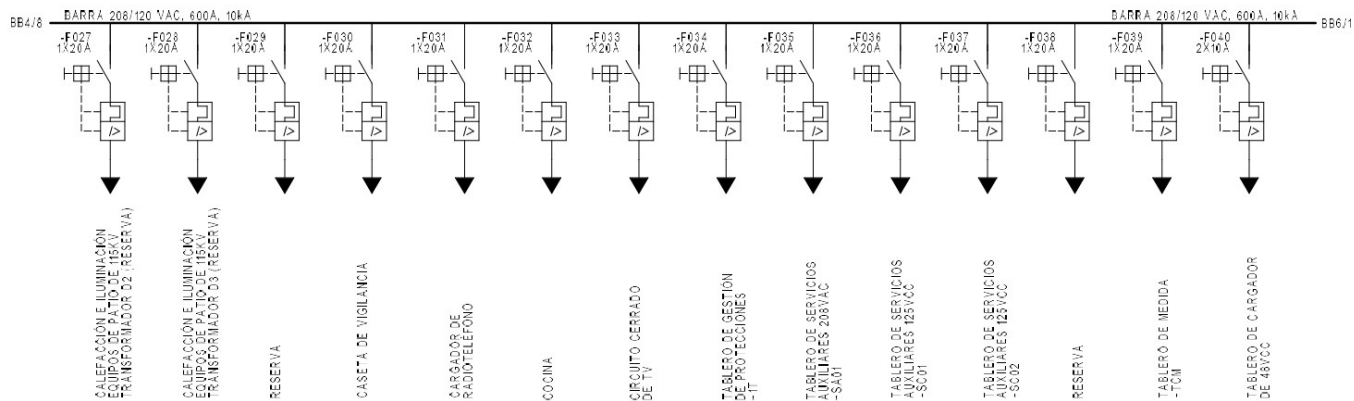 BB4/8
BARRA 208/120 VAC, 600A, 10kA
BARRA 208/120 VAC, 600A, 10kA
BB6/1
-F027
1X20A
-F028
1X20A
-F029
1X20A
-F030
1X20A
-F031
1X20A
-F032
1X20A
-F033
1X20A
-F034
1X20A
-F035
1X20A
-F036
1X20A
-F037
1X20A
-F038
1X20A
-F039
1X20A
-F040
2X10A
I>
I>
I>
I>
I>
I>
I>
I>
I>
I>
I>
I>
I>
I>
CALEFACCIÓN E ILUMINACIÓN
EQUIPOS DE PATIO DE 115KV
TRANSFORMADOR D2 (RESERVA)
CALEFACCIÓN E ILUMINACIÓN
EQUIPOS DE PATIO DE 115KV
TRANSFORMADOR D3 (RESERVA)
RESERVA
CASETA DE VIGILANCIA
CARGADOR DE
RADIOTELÉFONO
COCINA
CIRCUITO CERRADO
DE TV
TABLERO DE GESTIÓN
DE PROTECCIONES
-1T
TABLERO DE SERVICIOS
AUXILIARES 208VAC
-SA01
TABLERO DE SERVICIOS
AUXILIARES 125VCC
-SC01
TABLERO DE SERVICIOS
AUXILIARES 125VCC
-SC02
RESERVA
TABLERO DE MEDIDA
-TCM
TABLERO DE CARGADOR
DE 48VCC